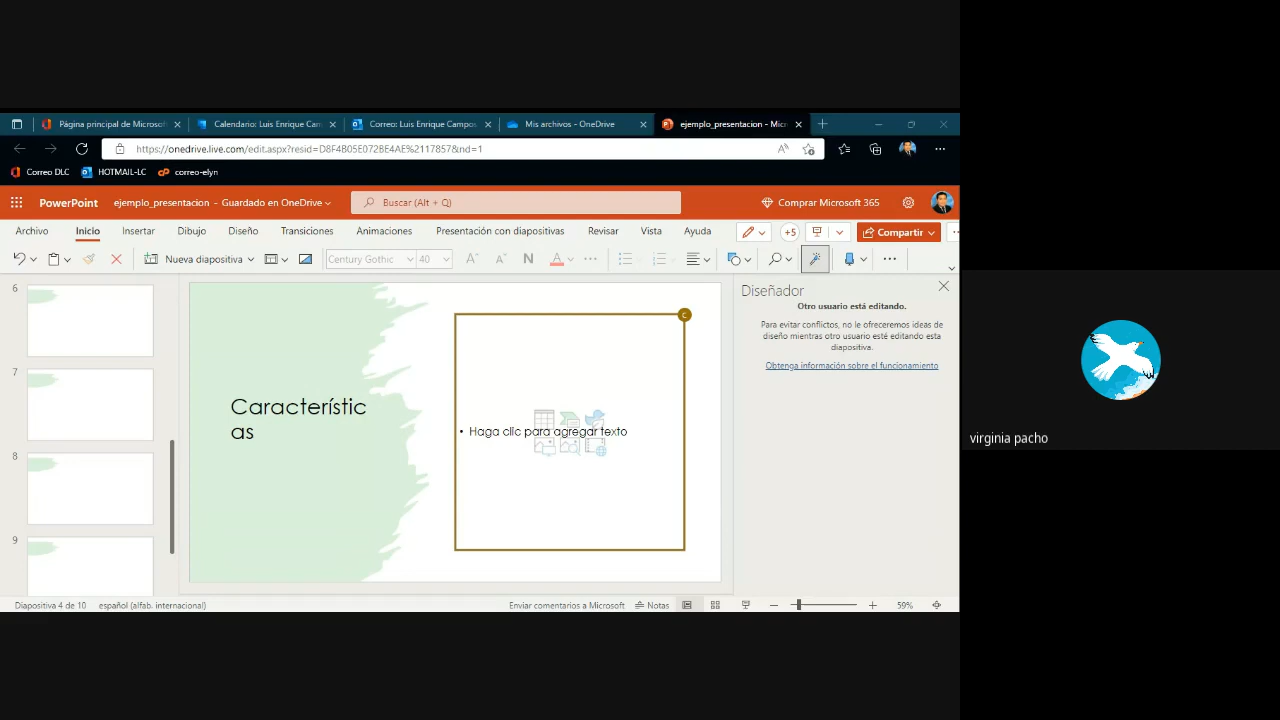 Página principal de Microsof
Calendario: Luis Enrique Cam
Correo: Luis Enrique Campos
Mis archivos - OneDrive
ejemplo_presentacion - Micr
https://onedrive.live.com/edit.aspx?resid=D8F4B05E072BE4AE%2117857&nd=1
Correo DLC
HOTMAIL-LC
correo-elyn
PowerPoint
ejemplo_presentacion - Guardado en OneDrive
Buscar (Alt + Q)
Comprar Microsoft 365
Archivo
Inicio
Insertar
Dibujo
Diseño
Transiciones
Animaciones
Presentación con diapositivas
Revisar
Vista
Ayuda
+5
Compartir
Nueva diapositiva
Century Gothic
40
N
A
6
7
8
9
Característic
as
C
• Haga clic para agregar texto
Diseñador
Otro usuario está editando.
Para evitar conflictos, no le ofreceremos ideas de
diseño mientras otro usuario esté editando esta
diapositiva.
Obtenga información sobre el funcionamiento
virginia pacho
Diapositiva 4 de 10
español (alfab. internacional)
Enviar comentarios a Microsoft
Notas
59%